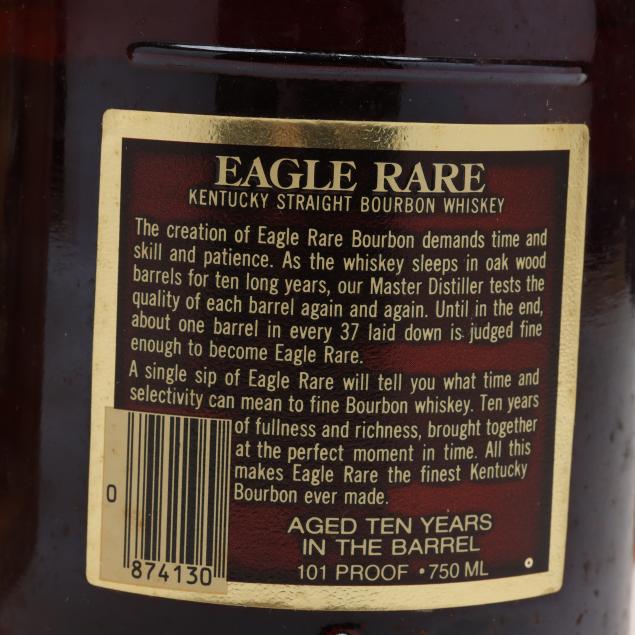 EAGLE RARE
KENTUCKY STRAIGHT BOURBON WHISKEY
The creation of Eagle Rare Bourbon demands time and
skill and patience. As the whiskey sleeps in oak wood
barrels for ten long years, our Master Distiller tests the
quality of each barrel again and again. Until in the end,
about one barrel in every 37 laid down is judged fine
enough to become Eagle Rare.
A single sip of Eagle Rare will tell you what time and
selectivity can mean to fine Bourbon whiskey. Ten years
of fullness and richness, brought together
at the perfect moment in time. All this
makes Eagle Rare the finest Kentucky
Bourbon ever made.
AGED TEN YEARS
IN THE BARREL
101 PROOF • 750 ML
0
874130